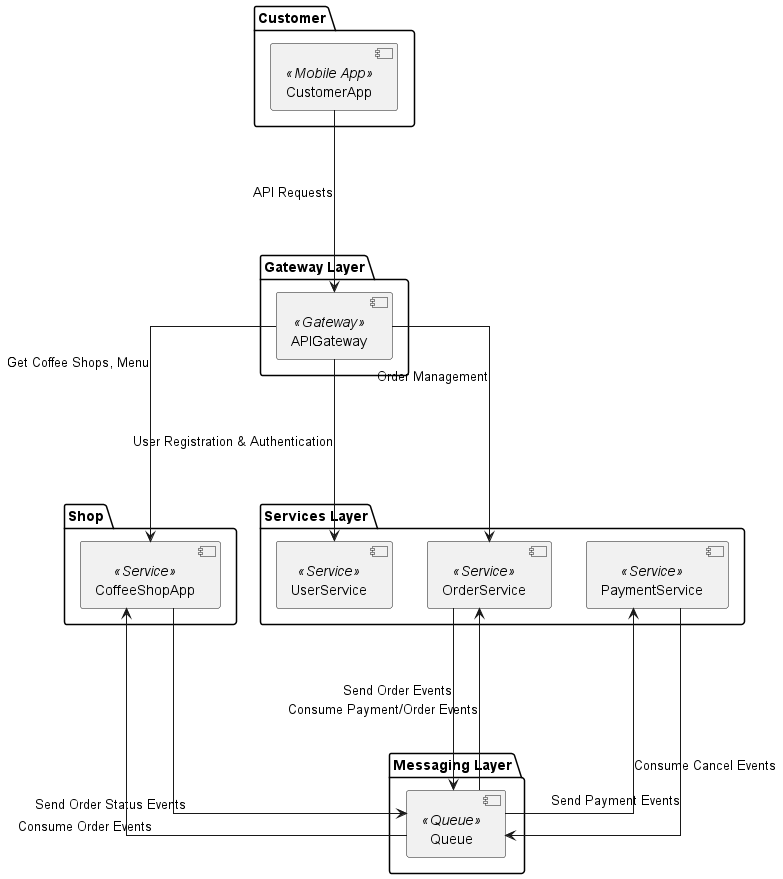 Customer
«Mobile App»
CustomerApp
API Requests
Gateway Layer
«Gateway»
APIGateway
Get Coffee Shops, Menu
Order Management
User Registration & Authentication
Shop
«Service»
CoffeeShopApp
Services Layer
«Service»
UserService
«Service»
OrderService
«Service»
PaymentService
Send Order Events
Consume Payment/Order Events
Messaging Layer
«Queue»
Queue
Consume Cancel Events
Send Payment Events
Send Order Status Events
Consume Order Events